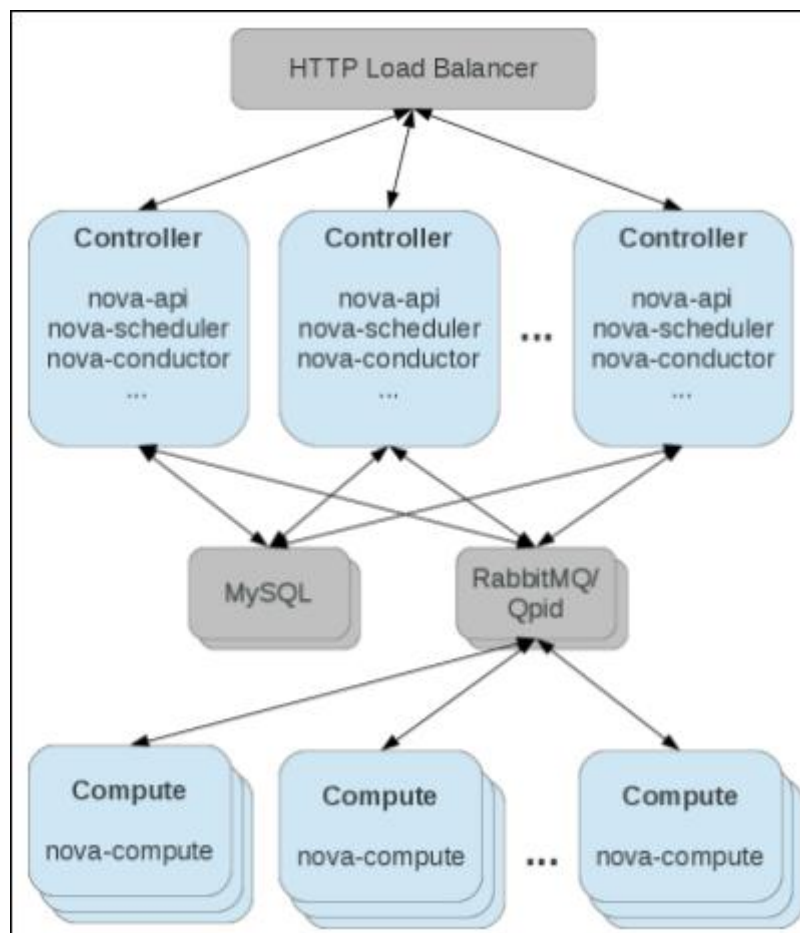 HTTP Load Balancer
Controller
nova-api
nova-scheduler
nova-conductor
...
Controller
nova-api
nova-scheduler
nova-conductor
...
...
Controller
nova-api
nova-scheduler
nova-conductor
...
MySQL
RabbitMQ/
Qpid
Compute
nova-compute
Compute
nova-compute
...
Compute
nova-compute